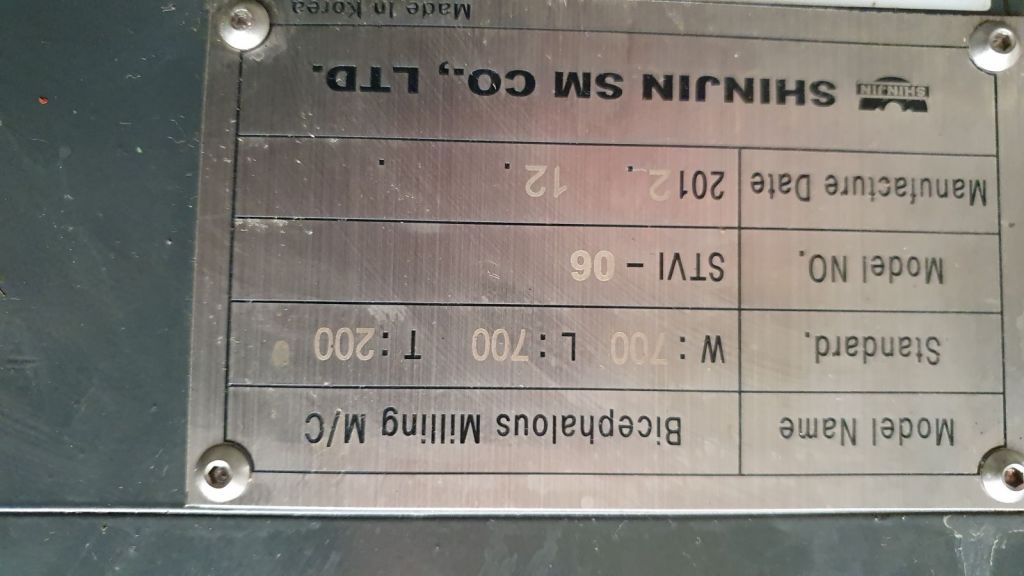 Model Name Bicephalous Milling M/C
Standard. W : 700 L : 700 T : 200
Model NO. STVI - 06
Manufacture Date 2012. 12 . .
SHINJIN SHINJIN SM CO., LTD.
Made In Korea